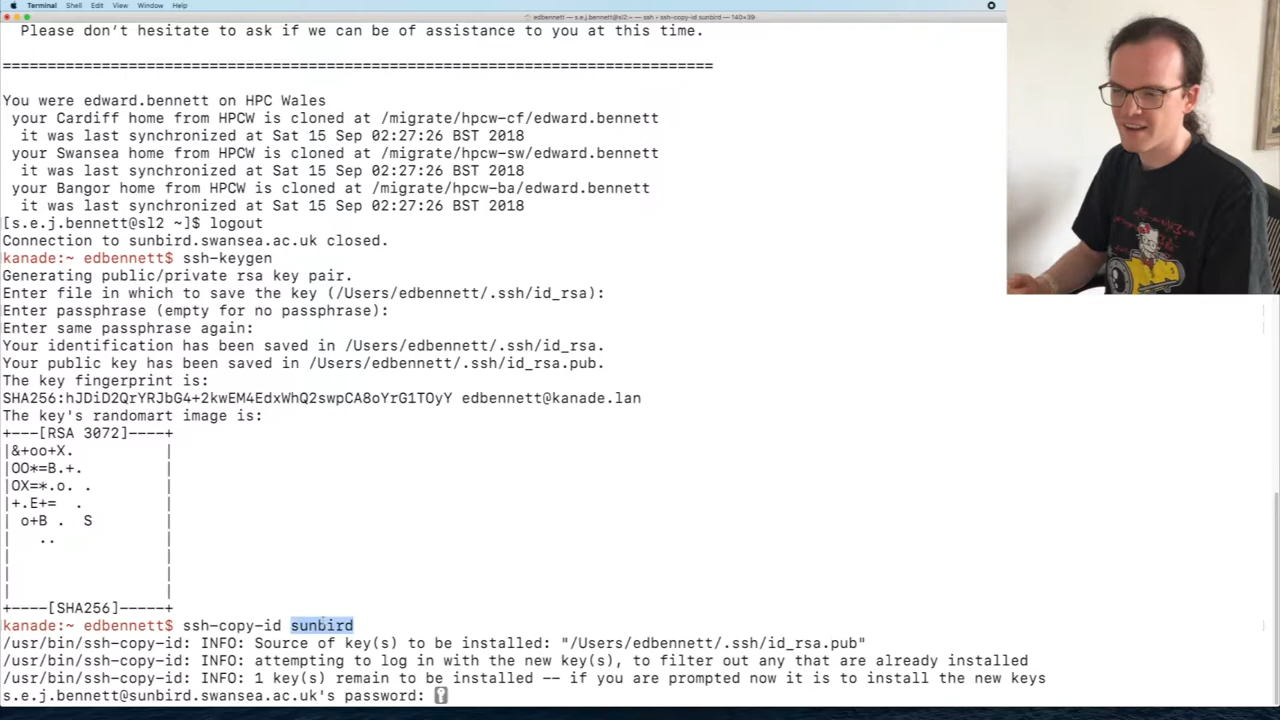 Terminal Shell Edit View Window Help
edbennett — s.e.j.bennett@sl2:~ — ssh • ssh-copy-id sunbird — 140×39
Please don't hesitate to ask if we can be of assistance to you at this time.
===============================================================================
You were edward.bennett on HPC Wales
your Cardiff home from HPCW is cloned at /migrate/hpcw-cf/edward.bennett
it was last synchronized at Sat 15 Sep 02:27:26 BST 2018
your Swansea home from HPCW is cloned at /migrate/hpcw-sw/edward.bennett
it was last synchronized at Sat 15 Sep 02:27:26 BST 2018
your Bangor home from HPCW is cloned at /migrate/hpcw-ba/edward.bennett
it was last synchronized at Sat 15 Sep 02:27:26 BST 2018
[s.e.j.bennett@sl2 ~]$ logout
Connection to sunbird.swansea.ac.uk closed.
kanade:~ edbennett$ ssh-keygen
Generating public/private rsa key pair.
Enter file in which to save the key (/Users/edbennett/.ssh/id_rsa):
Enter passphrase (empty for no passphrase):
Enter same passphrase again:
Your identification has been saved in /Users/edbennett/.ssh/id_rsa.
Your public key has been saved in /Users/edbennett/.ssh/id_rsa.pub.
The key fingerprint is:
SHA256:hJDiD2QrYRJbG4+2kwEM4EdxWhQ2swpCA8oYrG1TOyY edbennett@kanade.lan
The key's randomart image is:
+---[RSA 3072]----+
|&+oo+X.          |
|OO*=B.+.         |
|OX=*.o. .        |
|+.E+=  .         |
| o+B .  S        |
|   ..            |
|                 |
|                 |
|                 |
+----[SHA256]-----+
kanade:~ edbennett$ ssh-copy-id sunbird
/usr/bin/ssh-copy-id: INFO: Source of key(s) to be installed: "/Users/edbennett/.ssh/id_rsa.pub"
/usr/bin/ssh-copy-id: INFO: attempting to log in with the new key(s), to filter out any that are already installed
/usr/bin/ssh-copy-id: INFO: 1 key(s) remain to be installed -- if you are prompted now it is to install the new keys
s.e.j.bennett@sunbird.swansea.ac.uk's password: